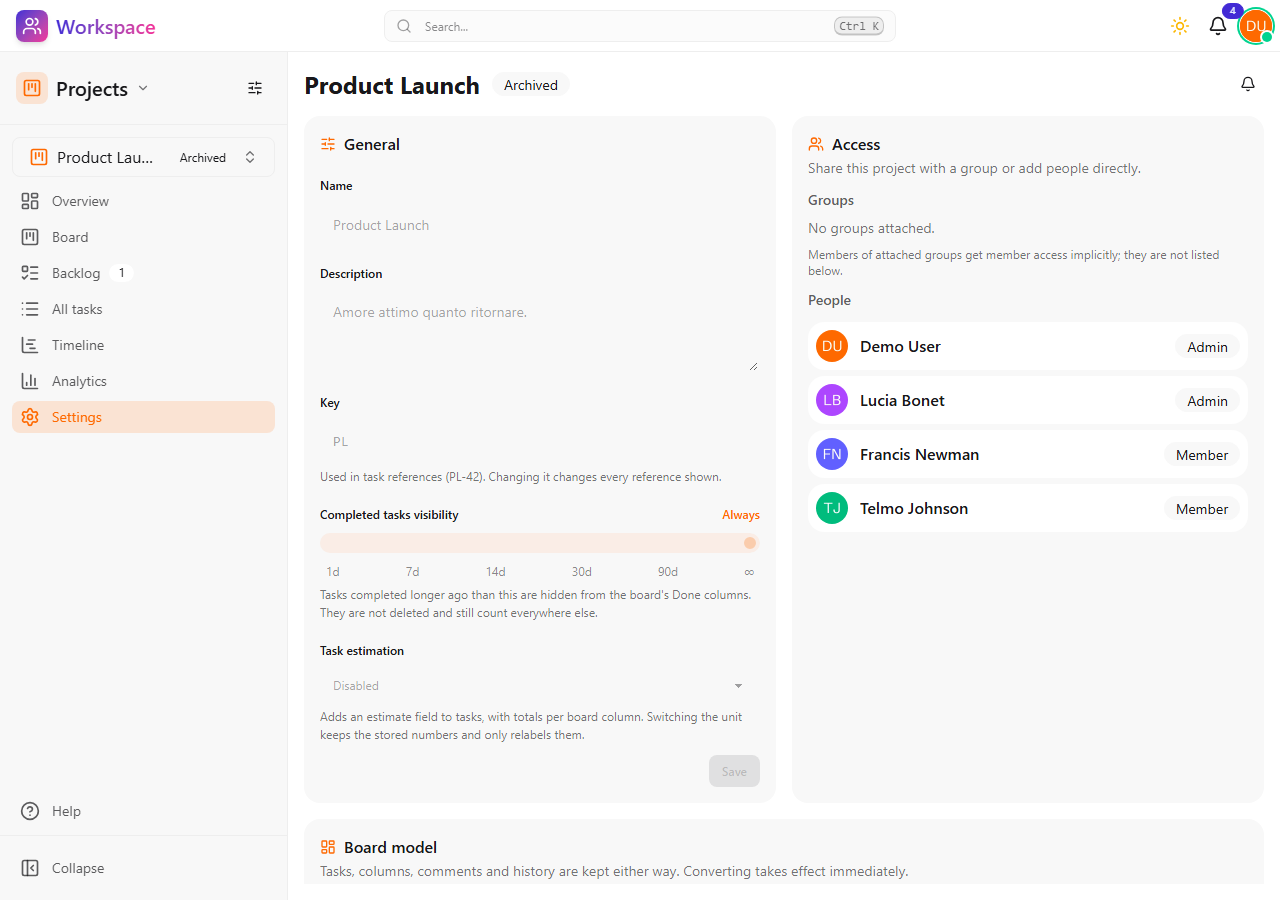 Workspace
Search...
Ctrl K
4
DU
Projects
Product Lau...
Archived
Overview
Board
Backlog 1
All tasks
Timeline
Analytics
Settings
Help
Collapse
Product Launch
Archived
General
Name
Product Launch
Description
Amore attimo quanto ritornare.
Key
PL
Used in task references (PL-42). Changing it changes every reference shown.
Completed tasks visibility
Always
1d 7d 14d 30d 90d ∞
Tasks completed longer ago than this are hidden from the board's Done columns.
They are not deleted and still count everywhere else.
Task estimation
Disabled
Adds an estimate field to tasks, with totals per board column. Switching the unit
keeps the stored numbers and only relabels them.
Save
Access
Share this project with a group or add people directly.
Groups
No groups attached.
Members of attached groups get member access implicitly; they are not listed
below.
People
DU Demo User Admin
LB Lucia Bonet Admin
FN Francis Newman Member
TJ Telmo Johnson Member
Board model
Tasks, columns, comments and history are kept either way. Converting takes effect immediately.